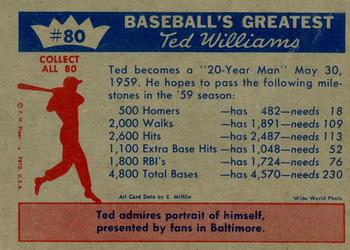 #80
BASEBALL'S GREATEST
Ted Williams
COLLECT
ALL 80
Ted becomes a "20-Year Man" May 30,
1959. He hopes to pass the following mile-
stones in the '59 season:
500 Homers —has 482—needs 18
2,000 Walks —has 1,891—needs 109
2,600 Hits —has 2,487—needs 113
1,100 Extra Base Hits —has 1,048—needs 52
1,800 RBI's —has 1,724—needs 76
4,800 Total Bases —has 4,570—needs 230
© F. H. Fleer PRTD. U.S.A.
All Card Data by E. Mifflin
Wide World Photo
Ted admires portrait of himself,
presented by fans in Baltimore.